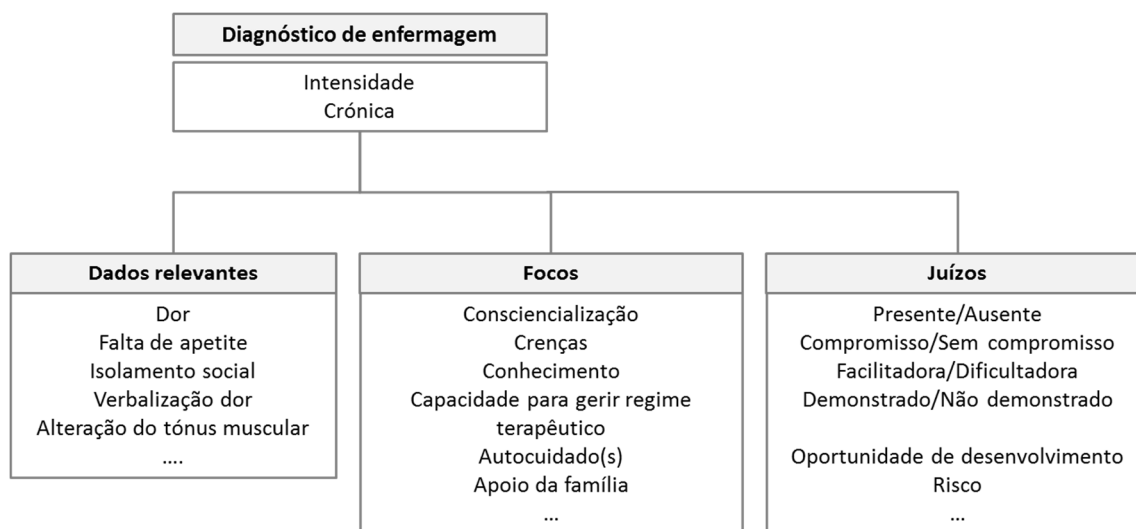 Diagnóstico de enfermagem
Intensidade
Crónica
Dados relevantes
Dor
Falta de apetite
Isolamento social
Verbalização dor
Alteração do tónus muscular
....
Focos
Consciencialização
Crenças
Conhecimento
Capacidade para gerir regime
terapêutico
Autocuidado(s)
Apoio da família
...
Juízos
Presente/Ausente
Compromisso/Sem compromisso
Facilitadora/Dificultadora
Demonstrado/Não demonstrado
Oportunidade de desenvolvimento
Risco
...